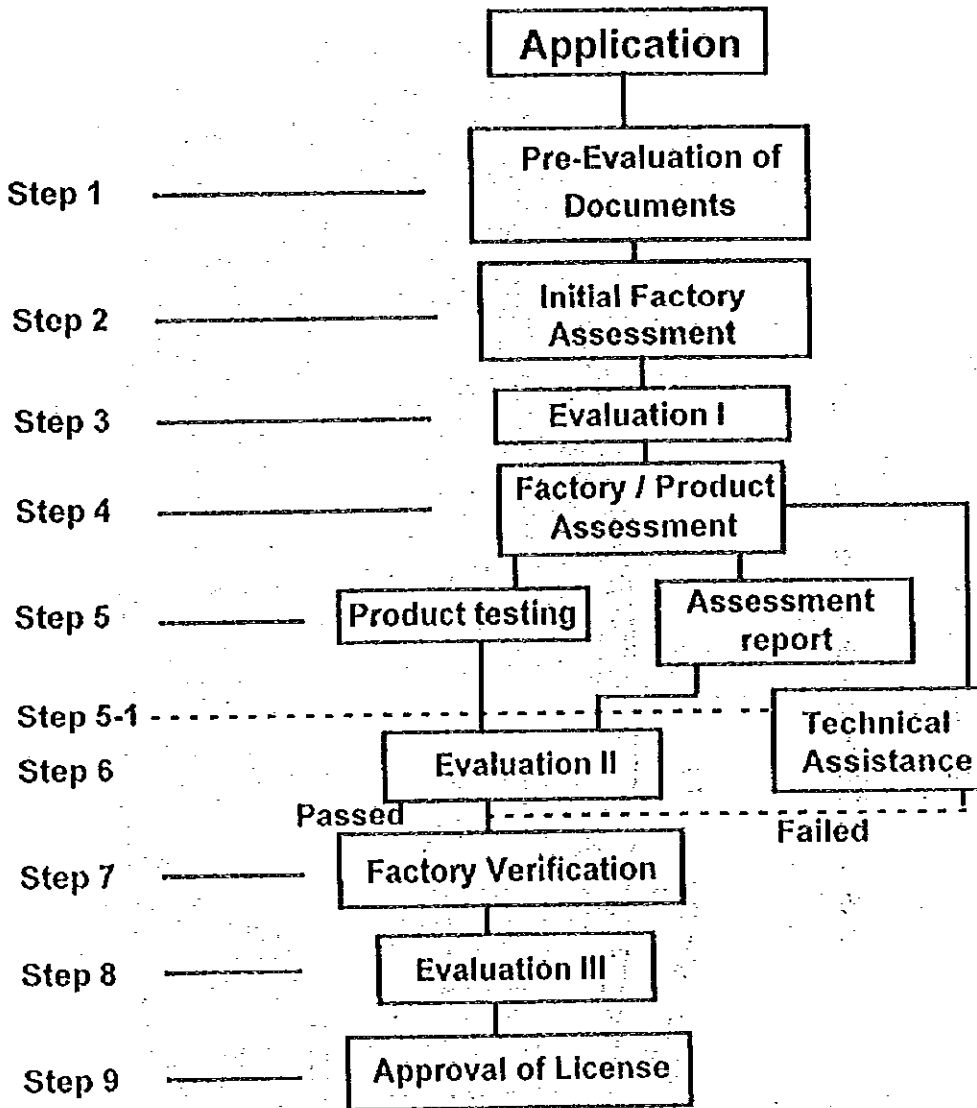 Application
Pre-Evaluation of
Documents
Step 1
Initial Factory
Assessment
Step 2
Evaluation I
Step 3
Factory / Product
Assessment
Step 4
Product testing
Assessment
report
Step 5
Step 5-1
Technical
Assistance
Evaluation II
Step 6
Passed
Failed
Factory Verification
Step 7
Evaluation III
Step 8
Approval of License
Step 9